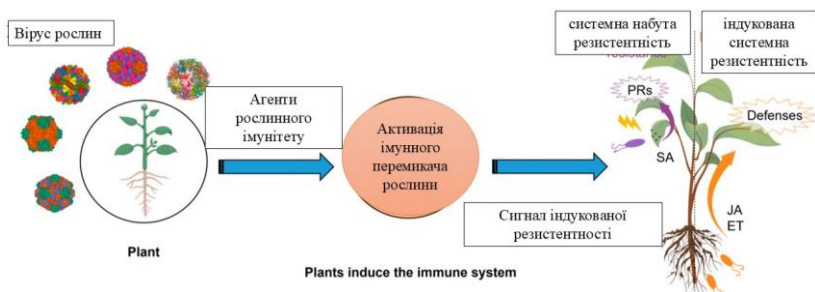 Вірус рослин
Plant
Агенти
рослинного
імунітету
Активація
імунного
перемикача
рослини
Сигнал індукованої
резистентності
Plants induce the immune system
системна набута
резистентність
індукована
системна
резистентність
PRs
SA
Defenses
JA
ET